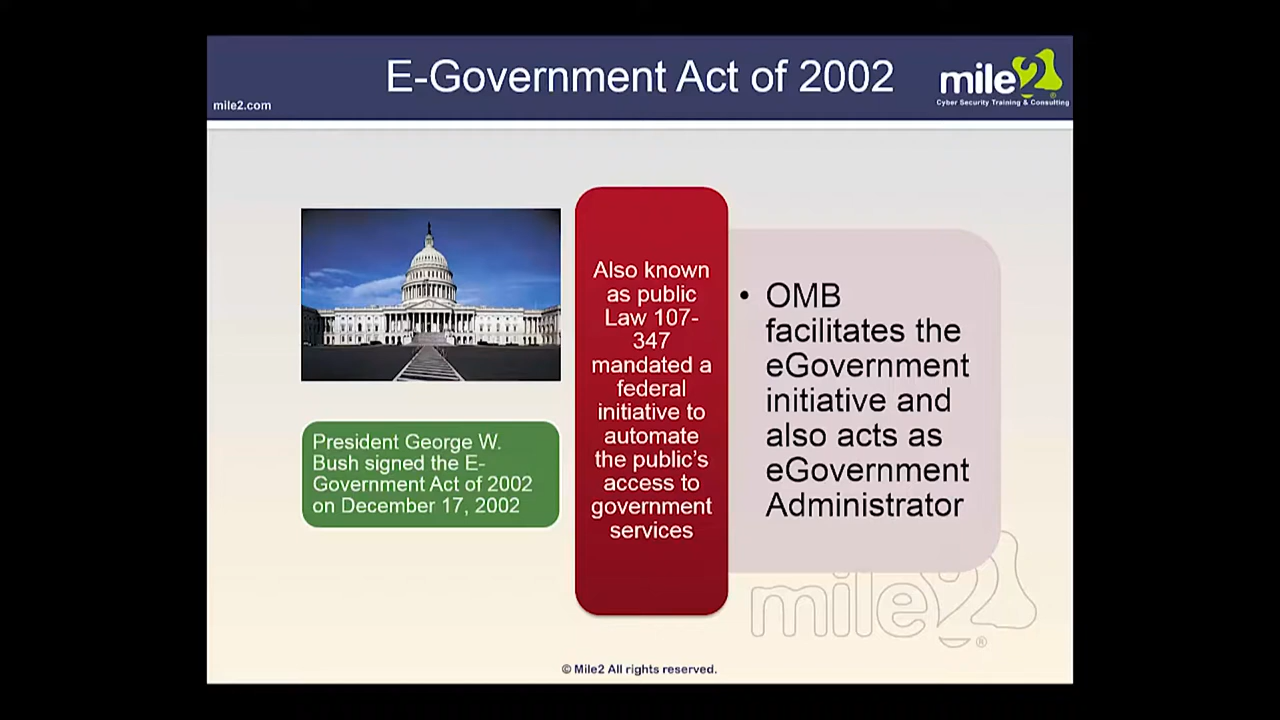 E-Government Act of 2002
mile2
Cyber Security Training & Consulting
mile2.com
President George W.
Bush signed the E-
Government Act of 2002
on December 17, 2002
Also known
as public
Law 107-
347
mandated a
federal
initiative to
automate
the public's
access to
government
services
• OMB
facilitates the
eGovernment
initiative and
also acts as
eGovernment
Administrator
mile2®
© Mile2 All rights reserved.